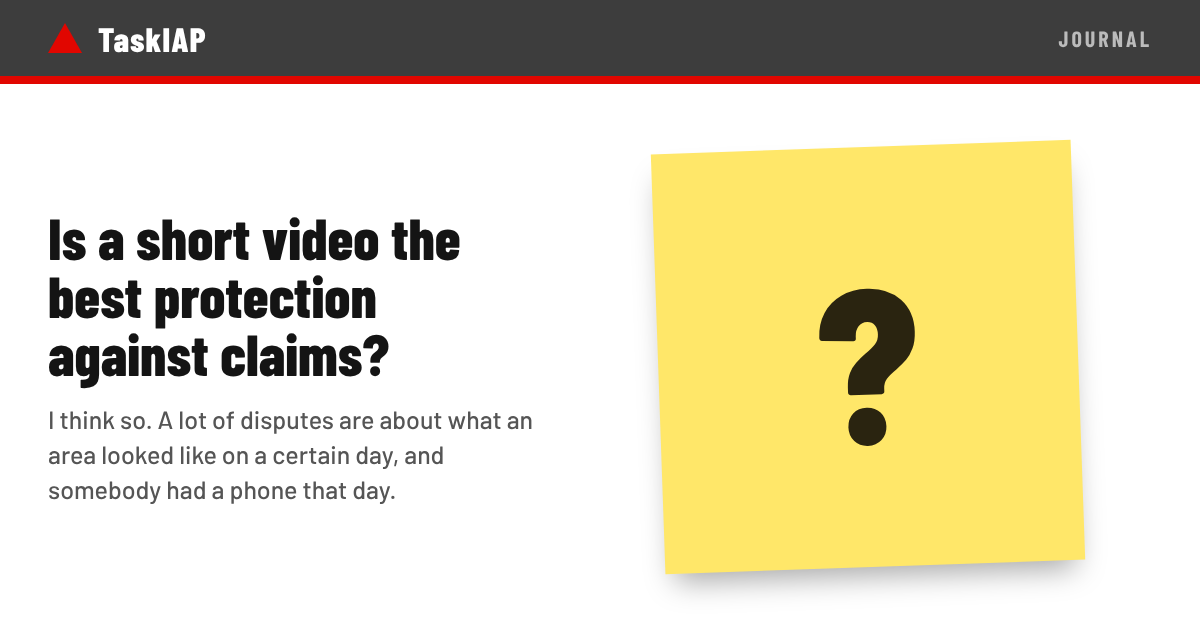 TaskIAP
JOURNAL
Is a short video the
best protection
against claims?
I think so. A lot of disputes are about what an
area looked like on a certain day, and
somebody had a phone that day.
?